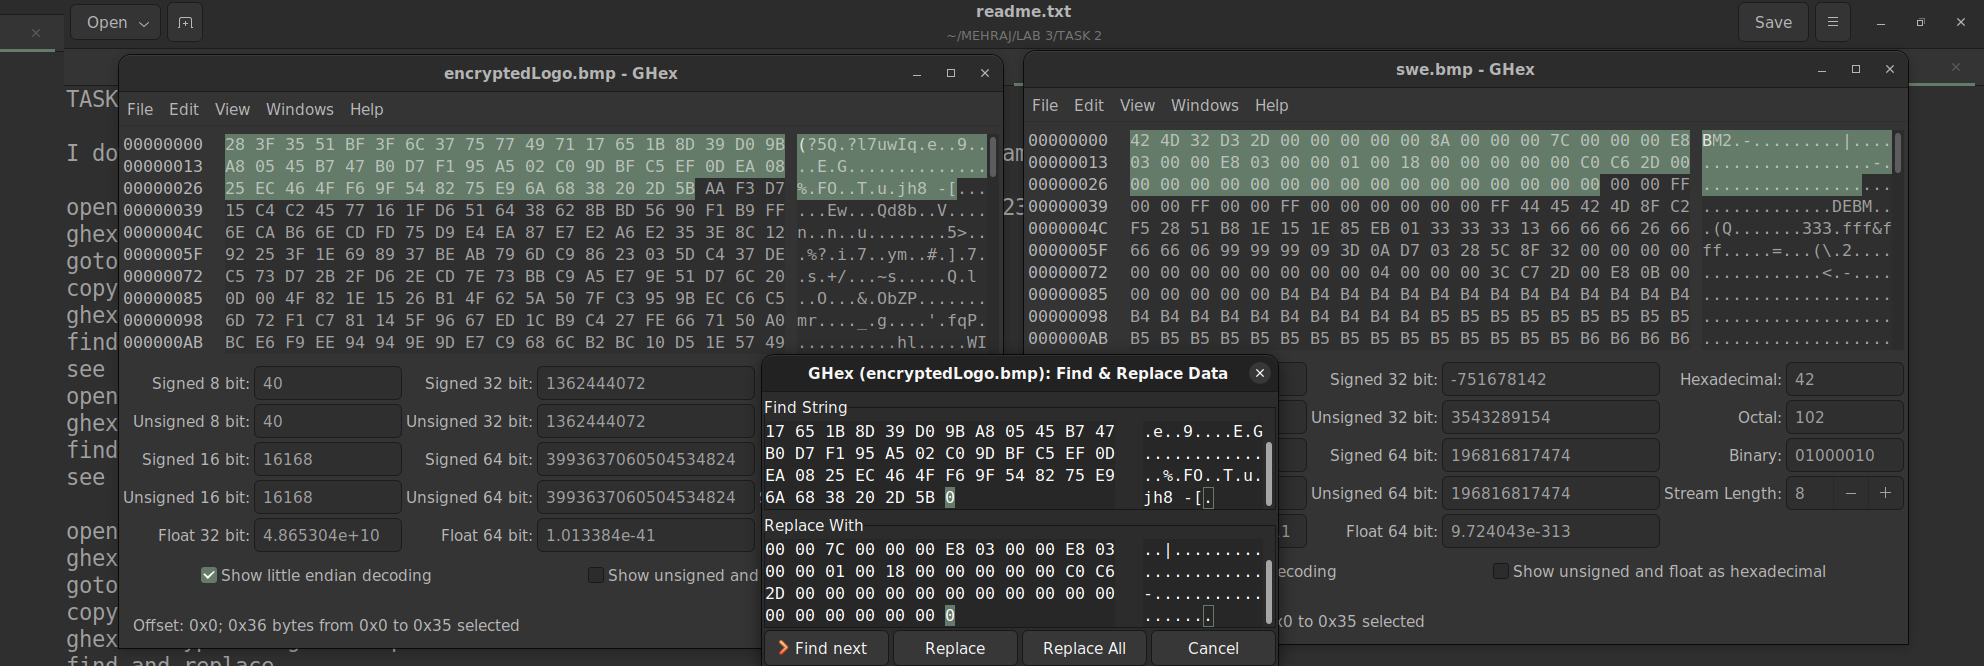 Open
readme.txt
~/MEHRAJ/LAB 3/TASK 2
Save
TASK
I do
open
ghex
goto
copy
ghex
find
see
open
ghex
find
see
open
ghex
goto
copy
ghex
find and replace
encryptedLogo.bmp - GHex
File Edit View Windows Help
00000000 28 3F 35 51 BF 3F 6C 37 75 77 49 71 17 65 1B 8D 39 D0 9B (?5Q.?l7uwIq.e..9..
00000013 A8 05 45 B7 47 B0 D7 F1 95 A5 02 C0 9D BF C5 EF 0D EA 08 ..E.G..............
00000026 25 EC 46 4F F6 9F 54 82 75 E9 6A 68 38 20 2D 5B AA F3 D7 %.FO..T.u.jh8 -[...
00000039 15 C4 C2 45 77 16 1F D6 51 64 38 62 8B BD 56 90 F1 B9 FF ...Ew...Qd8b..V....
0000004C 6E CA B6 6E CD FD 75 D9 E4 EA 87 E7 E2 A6 E2 35 3E 8C 12 n..n..u........5>..
0000005F 92 25 3F 1E 69 89 37 BE AB 79 6D C9 86 23 03 5D C4 37 DE .%?.i.7..ym..#.].7.
00000072 C5 73 D7 2B 2F D6 2E CD 7E 73 BB C9 A5 E7 9E 51 D7 6C 20 .s.+/...~s.....Q.l
00000085 0D 00 4F 82 1E 15 26 B1 4F 62 5A 50 7F C3 95 9B EC C6 C5 ..O...&.ObZP.......
00000098 6D 72 F1 C7 81 14 5F 96 67 ED 1C B9 C4 27 FE 66 71 50 A0 mr...._.g....'.fqP.
000000AB BC E6 F9 EE 94 94 9E 9D E7 C9 68 6C B2 BC 10 D5 1E 57 49 ..........hl.....WI
Signed 8 bit: 40 Signed 32 bit: 1362444072
Unsigned 8 bit: 40 Unsigned 32 bit: 1362444072
Signed 16 bit: 16168 Signed 64 bit: 3993637060504534824
Unsigned 16 bit: 16168 Unsigned 64 bit: 3993637060504534824
Float 32 bit: 4.865304e+10 Float 64 bit: 1.013384e-41
Show little endian decoding Show unsigned and
Offset: 0x0; 0x36 bytes from 0x0 to 0x35 selected
am
23
swe.bmp - GHex
File Edit View Windows Help
00000000 42 4D 32 D3 2D 00 00 00 00 00 8A 00 00 00 7C 00 00 00 E8 BM2.-.........|....
00000013 03 00 00 E8 03 00 00 01 00 18 00 00 00 00 00 C0 C6 2D 00 .................-.
00000026 00 00 00 00 00 00 00 00 00 00 00 00 00 00 00 00 00 00 FF ...................
00000039 00 00 FF 00 00 FF 00 00 00 00 00 00 FF 44 45 42 4D 8F C2 .............DEBM..
0000004C F5 28 51 B8 1E 15 1E 85 EB 01 33 33 33 13 66 66 66 26 66 .(Q.......333.fff&f
0000005F 66 66 06 99 99 99 09 3D 0A D7 03 28 5C 8F 32 00 00 00 00 ff.....=...(\.2....
00000072 00 00 00 00 00 00 00 00 04 00 00 00 3C C7 2D 00 E8 0B 00 ............<.-....
00000085 00 00 00 00 00 B4 B4 B4 B4 B4 B4 B4 B4 B4 B4 B4 B4 B4 B4 ...................
00000098 B4 B4 B4 B4 B4 B4 B4 B4 B4 B4 B5 B5 B5 B5 B5 B5 B5 B5 B5 ...................
000000AB B5 B5 B5 B5 B5 B5 B5 B5 B5 B5 B5 B5 B5 B5 B5 B6 B6 B6 B6 ...................
Signed 32 bit: -751678142 Hexadecimal: 42
Unsigned 32 bit: 3543289154 Octal: 102
Signed 64 bit: 196816817474 Binary: 01000010
Unsigned 64 bit: 196816817474 Stream Length: 8
Float 64 bit: 9.724043e-313
ecoding Show unsigned and float as hexadecimal
x0 to 0x35 selected
GHex (encryptedLogo.bmp): Find & Replace Data
Find String
17 65 1B 8D 39 D0 9B A8 05 45 B7 47 .e..9....E.G
B0 D7 F1 95 A5 02 C0 9D BF C5 EF 0D ............
EA 08 25 EC 46 4F F6 9F 54 82 75 E9 ..%.FO..T.u.
6A 68 38 20 2D 5B 0 jh8 -[.
Replace With
00 00 7C 00 00 00 E8 03 00 00 E8 03 ..|.........
00 00 01 00 18 00 00 00 00 00 C0 C6 ............
2D 00 00 00 00 00 00 00 00 00 00 00 -...........
00 00 00 00 00 00 0 .......
Find next Replace Replace All Cancel